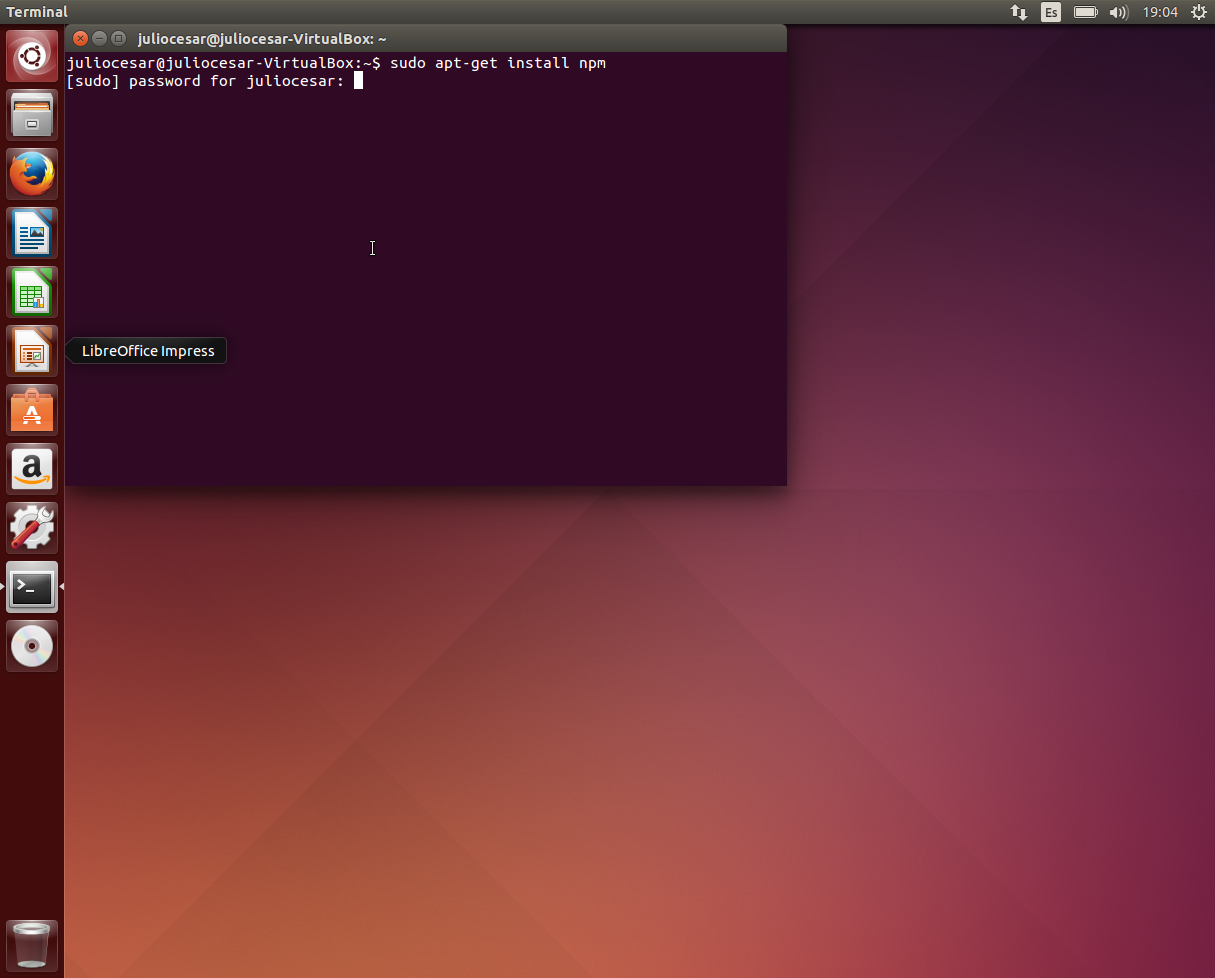 Terminal
Es
19:04
juliocesar@juliocesar-VirtualBox: ~
juliocesar@juliocesar-VirtualBox:~$ sudo apt-get install npm
[sudo] password for juliocesar:
LibreOffice Impress
A
a
>_